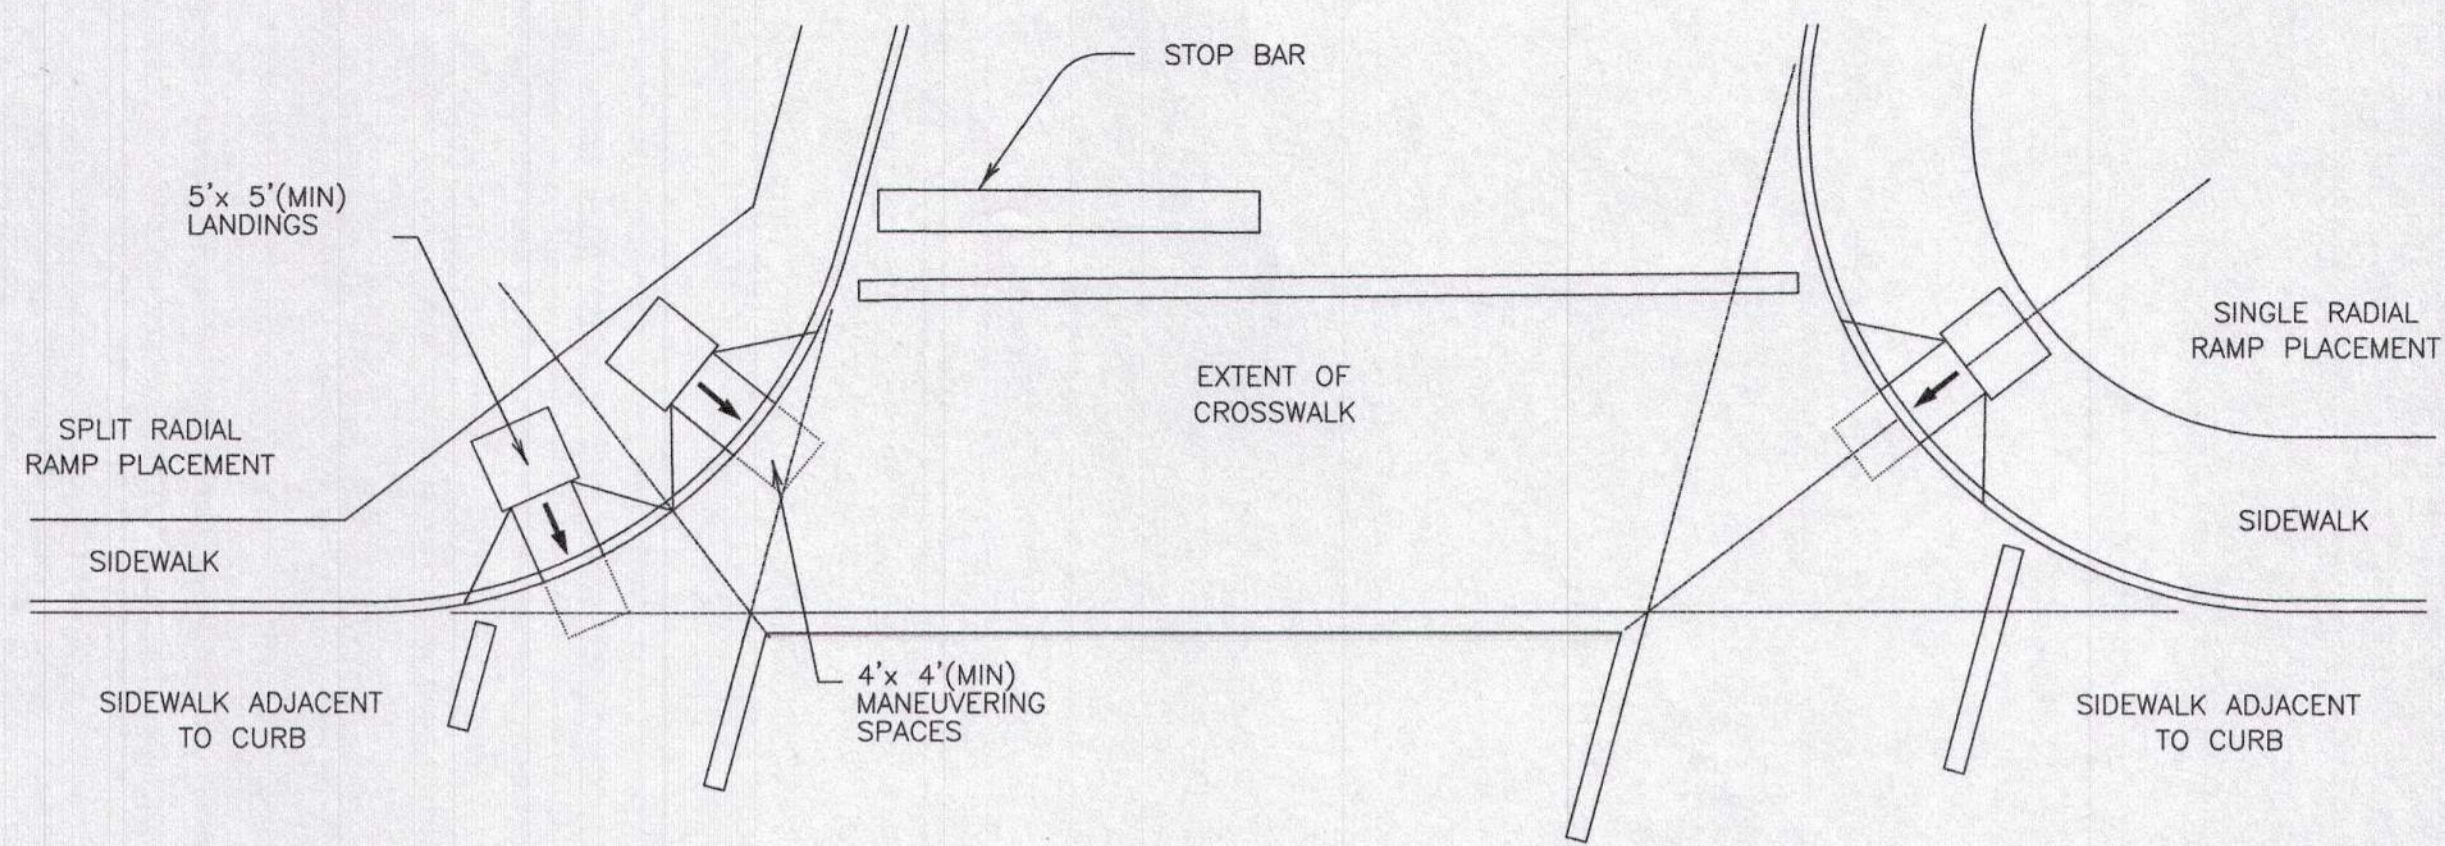 STOP BAR
5'x 5'(MIN)
LANDINGS
SINGLE RADIAL
RAMP PLACEMENT
EXTENT OF
CROSSWALK
SPLIT RADIAL
RAMP PLACEMENT
SIDEWALK
SIDEWALK
4'x 4'(MIN)
MANEUVERING
SPACES
SIDEWALK ADJACENT
TO CURB
SIDEWALK ADJACENT
TO CURB